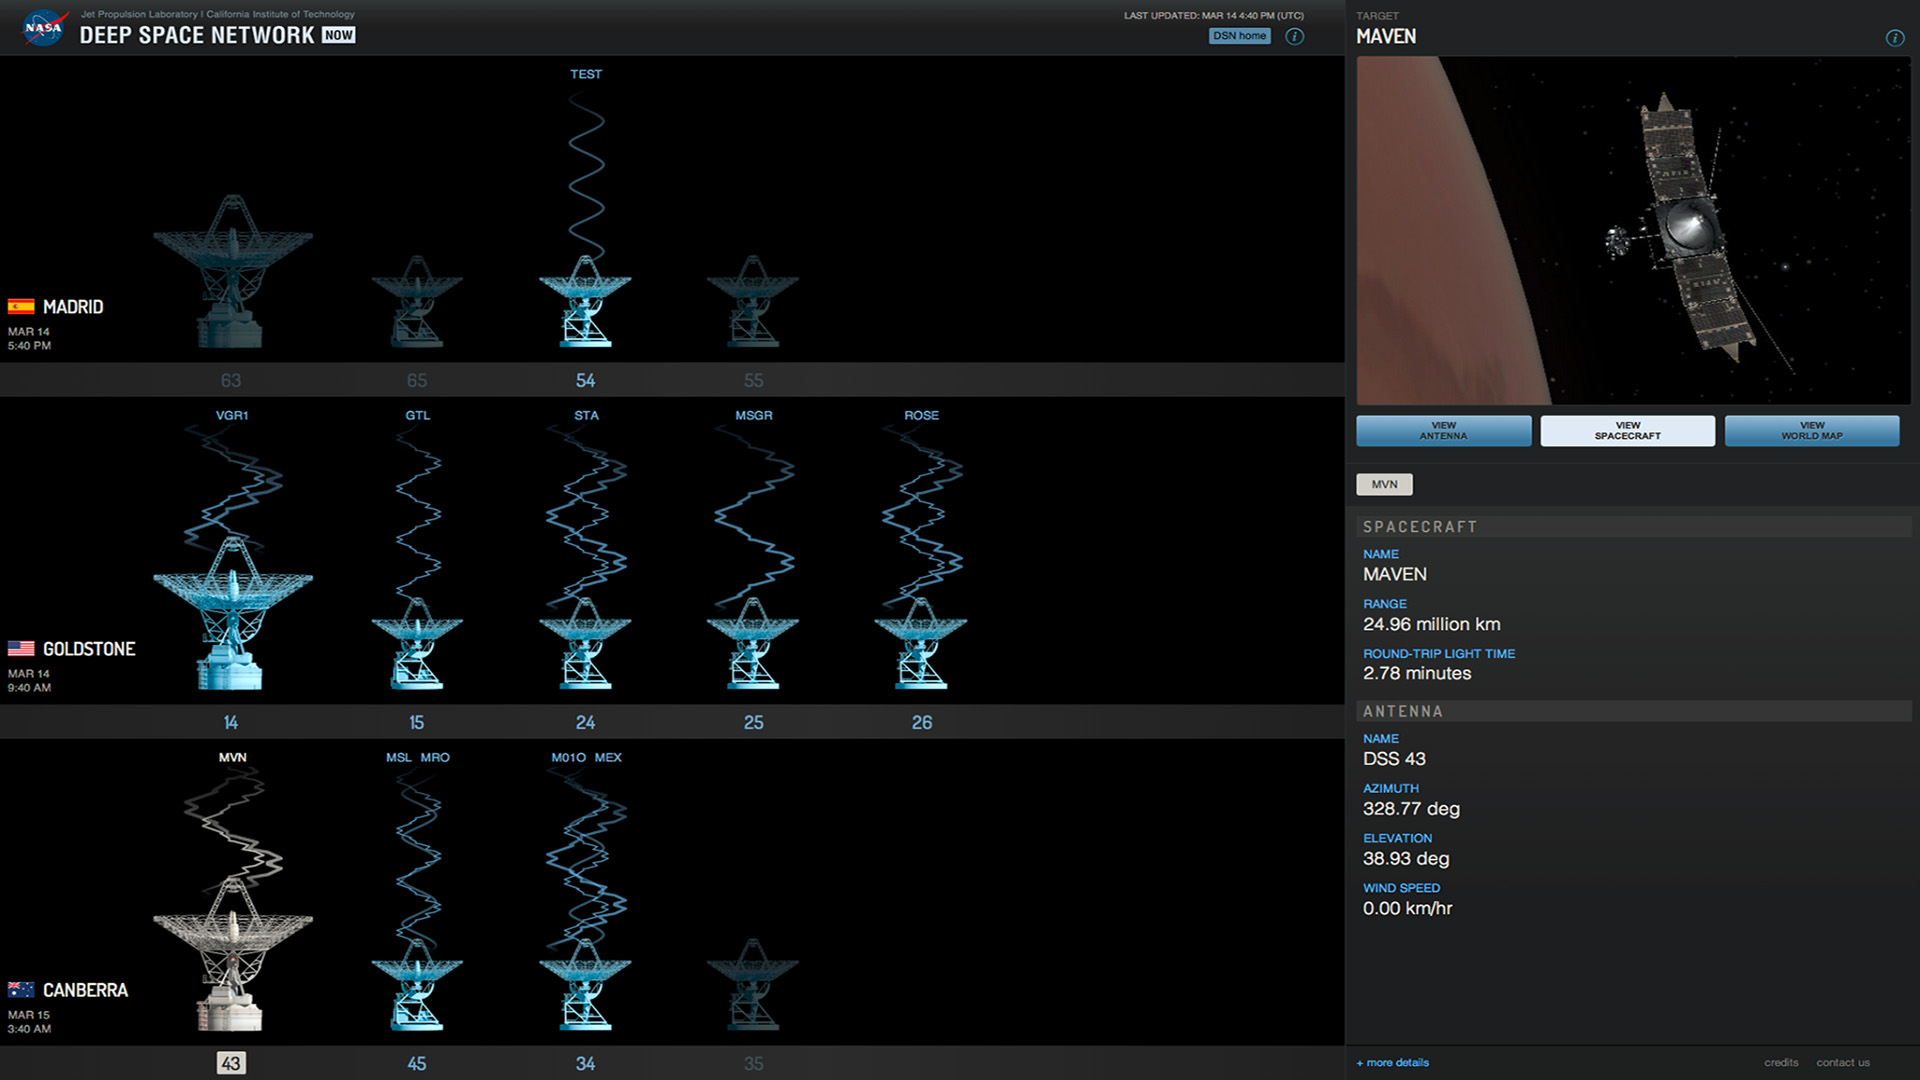 NASA
Jet Propulsion Laboratory | California Institute of Technology
DEEP SPACE NETWORK NOW
LAST UPDATED: MAR 14 4:40 PM (UTC)
DSN home
i
TEST
MADRID
MAR 14
5:40 PM
63 65 54 55
VGR1 GTL STA MSGR ROSE
GOLDSTONE
MAR 14
9:40 AM
14 15 24 25 26
MVN MSL MRO M01O MEX
CANBERRA
MAR 15
3:40 AM
43 45 34 35
TARGET
MAVEN
i
VIEW
ANTENNA
VIEW
SPACECRAFT
VIEW
WORLD MAP
MVN
SPACECRAFT
NAME
MAVEN
RANGE
24.96 million km
ROUND-TRIP LIGHT TIME
2.78 minutes
ANTENNA
NAME
DSS 43
AZIMUTH
328.77 deg
ELEVATION
38.93 deg
WIND SPEED
0.00 km/hr
+ more details
credits contact us